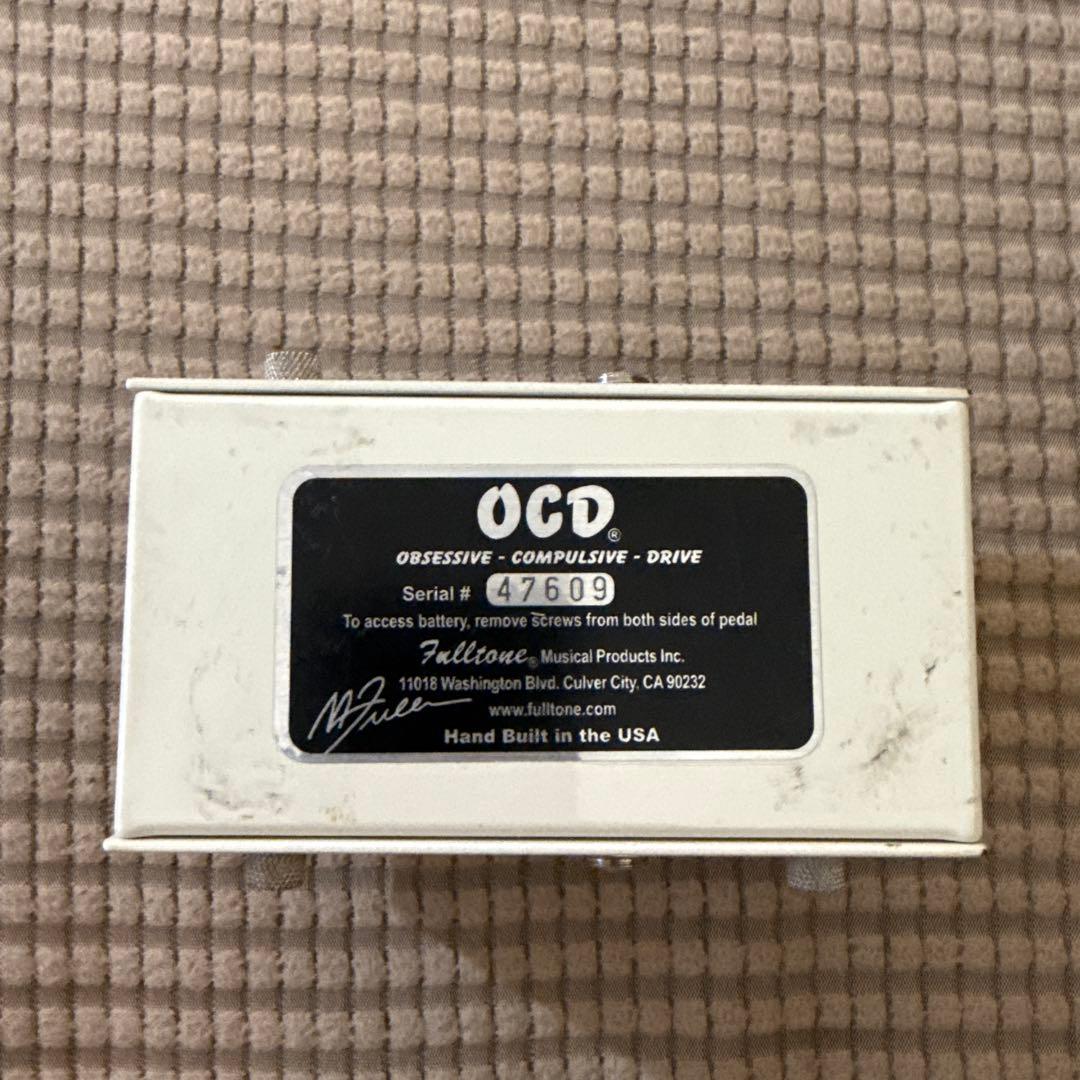 OCD®
OBSESSIVE - COMPULSIVE - DRIVE
Serial # 47609
To access battery, remove screws from both sides of pedal
Fulltone® Musical Products Inc.
11018 Washington Blvd. Culver City, CA 90232
M Fuller
www.fulltone.com
Hand Built in the USA